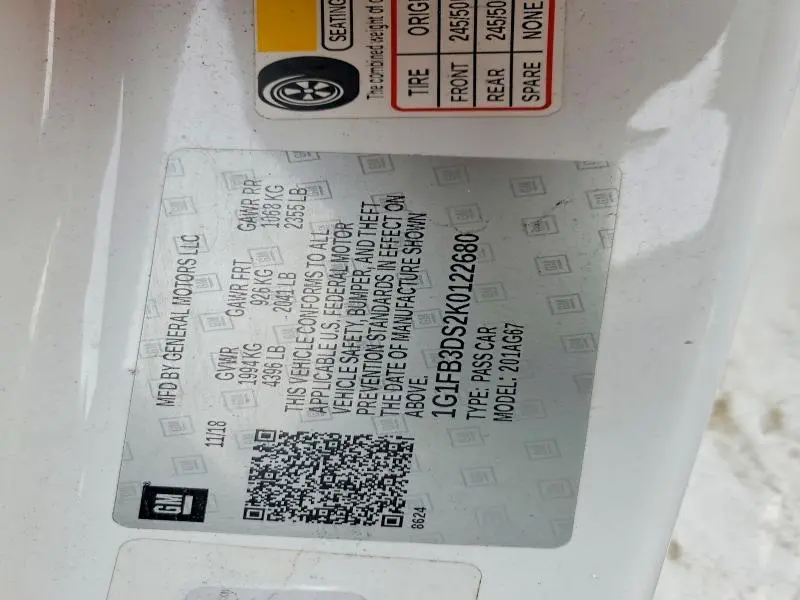 MFD BY GENERAL MOTORS LLC
11/18
GVWR GAWR FRT GAWR RR
1994 KG 926 KG 1068 KG
4396 LB 2041 LB 2355 LB
THIS VEHICLE CONFORMS TO ALL
APPLICABLE U.S. FEDERAL MOTOR
VEHICLE SAFETY, BUMPER, AND THEFT
PREVENTION STANDARDS IN EFFECT ON
THE DATE OF MANUFACTURE SHOWN
ABOVE.
1G1FB3DS2K0122680
TYPE: PASS CAR
MODEL: 201AG67
GM
8624
SEATING
The combined weight of
TIRE
FRONT 245/50
REAR 245/50
SPARE NONE